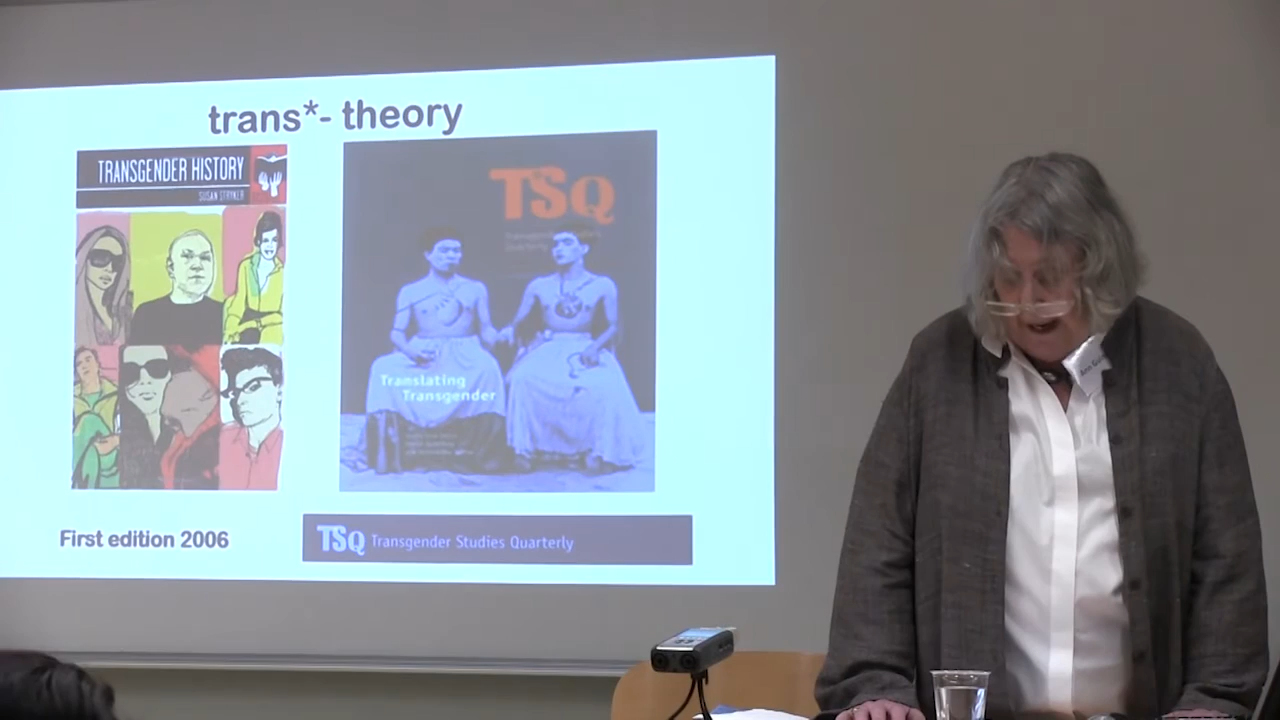 trans*- theory
TRANSGENDER HISTORY
SUSAN STRYKER
TSQ
Translating
Transgender
First edition 2006
TSQ Transgender Studies Quarterly